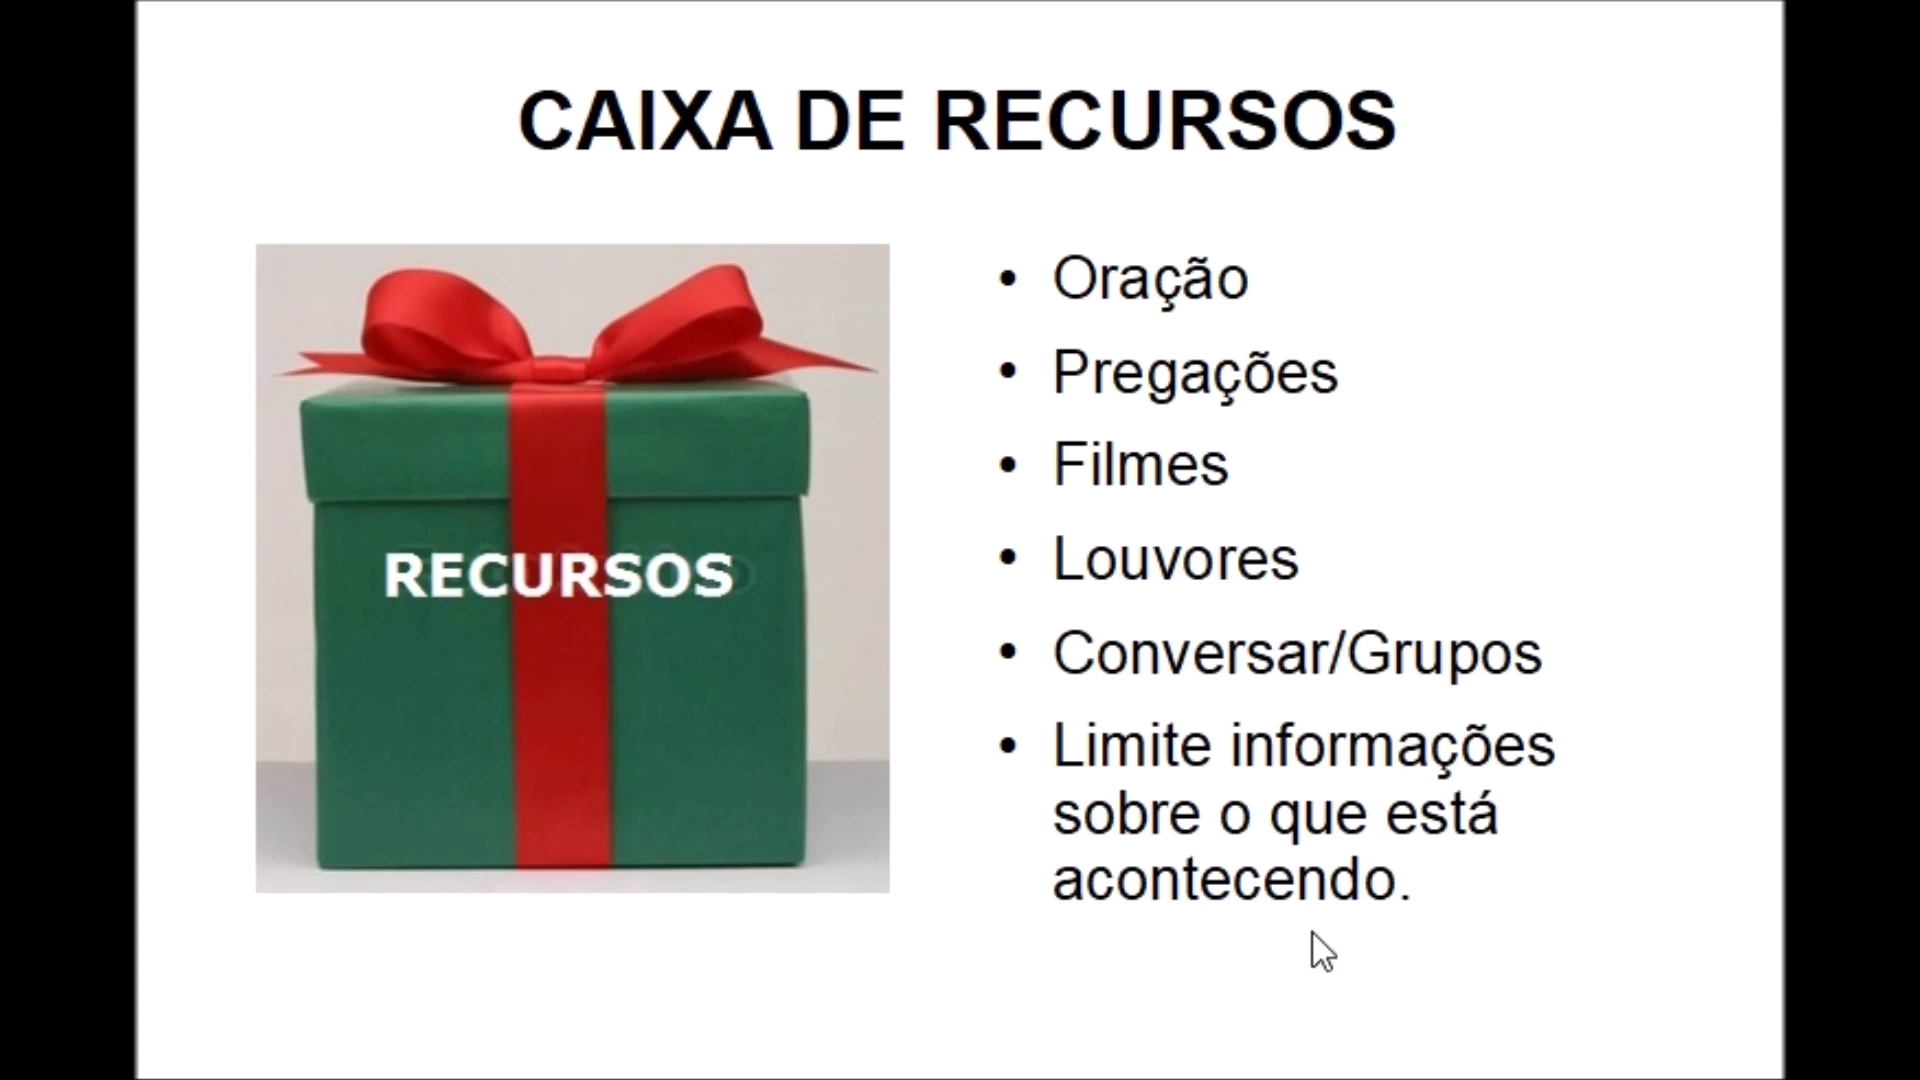 CAIXA DE RECURSOS
RECURSOS
• Oração
• Pregações
• Filmes
• Louvores
• Conversar/Grupos
• Limite informações
sobre o que está
acontecendo.